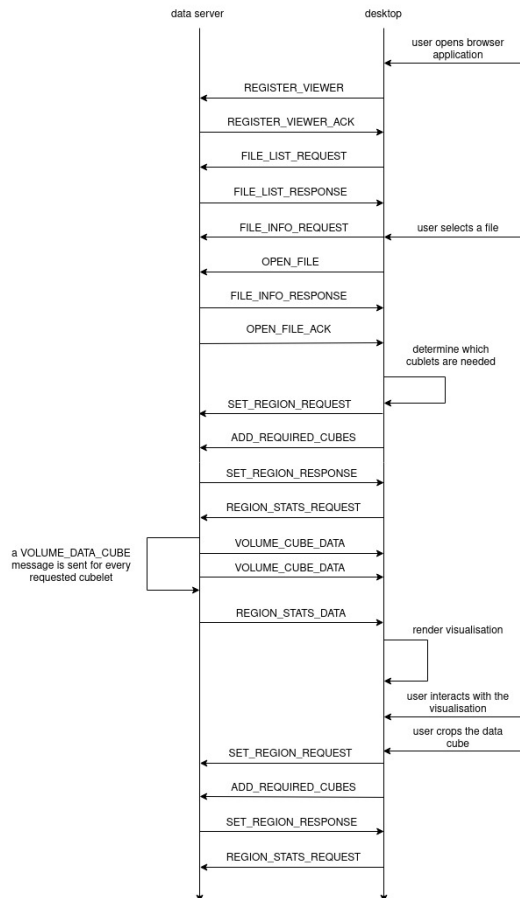 data server
desktop
user opens browser
application
REGISTER_VIEWER
REGISTER_VIEWER_ACK
FILE_LIST_REQUEST
FILE_LIST_RESPONSE
FILE_INFO_REQUEST
user selects a file
OPEN_FILE
FILE_INFO_RESPONSE
OPEN_FILE_ACK
determine which
cublets are needed
SET_REGION_REQUEST
ADD_REQUIRED_CUBES
SET_REGION_RESPONSE
REGION_STATS_REQUEST
a VOLUME_DATA_CUBE
message is sent for every
requested cubelet
VOLUME_CUBE_DATA
VOLUME_CUBE_DATA
REGION_STATS_DATA
render visualisation
user interacts with the
visualisation
user crops the data
cube
SET_REGION_REQUEST
ADD_REQUIRED_CUBES
SET_REGION_RESPONSE
REGION_STATS_REQUEST